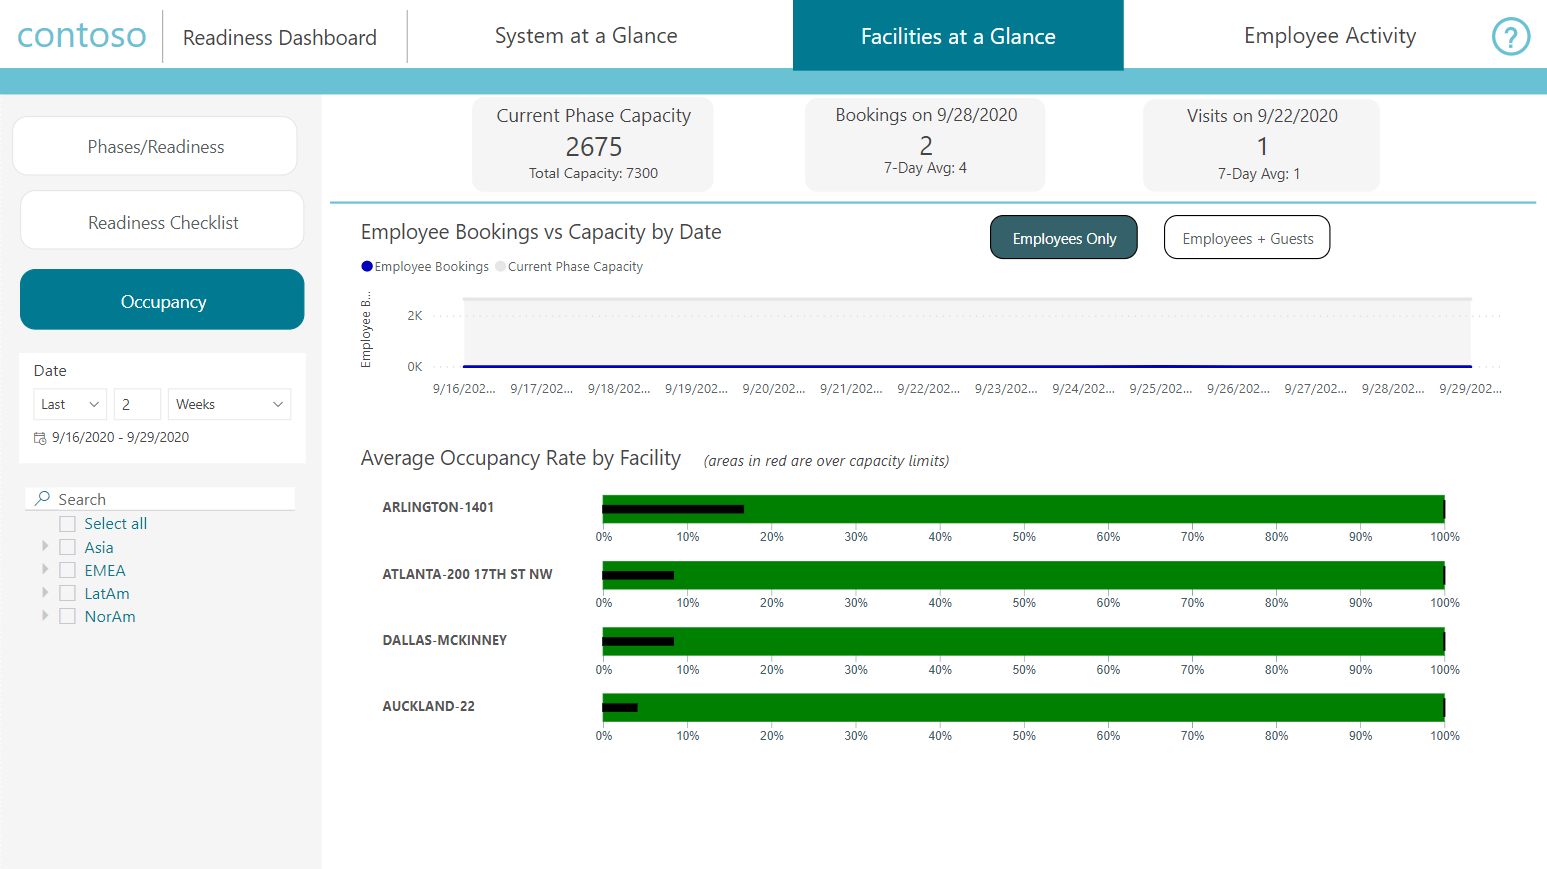 contoso
Readiness Dashboard
System at a Glance
Facilities at a Glance
Employee Activity
?
Phases/Readiness
Readiness Checklist
Occupancy
Date
Last 2 Weeks
9/16/2020 - 9/29/2020
Search
Select all
Asia
EMEA
LatAm
NorAm
Current Phase Capacity
2675
Total Capacity: 7300
Bookings on 9/28/2020
2
7-Day Avg: 4
Visits on 9/22/2020
1
7-Day Avg: 1
Employee Bookings vs Capacity by Date
Employees Only
Employees + Guests
Employee Bookings Current Phase Capacity
Employee B...
2K
0K
9/16/202... 9/17/202... 9/18/202... 9/19/202... 9/20/202... 9/21/202... 9/22/202... 9/23/202... 9/24/202... 9/25/202... 9/26/202... 9/27/202... 9/28/202... 9/29/202...
Average Occupancy Rate by Facility (areas in red are over capacity limits)
ARLINGTON-1401
0% 10% 20% 30% 40% 50% 60% 70% 80% 90% 100%
ATLANTA-200 17TH ST NW
0% 10% 20% 30% 40% 50% 60% 70% 80% 90% 100%
DALLAS-MCKINNEY
0% 10% 20% 30% 40% 50% 60% 70% 80% 90% 100%
AUCKLAND-22
0% 10% 20% 30% 40% 50% 60% 70% 80% 90% 100%